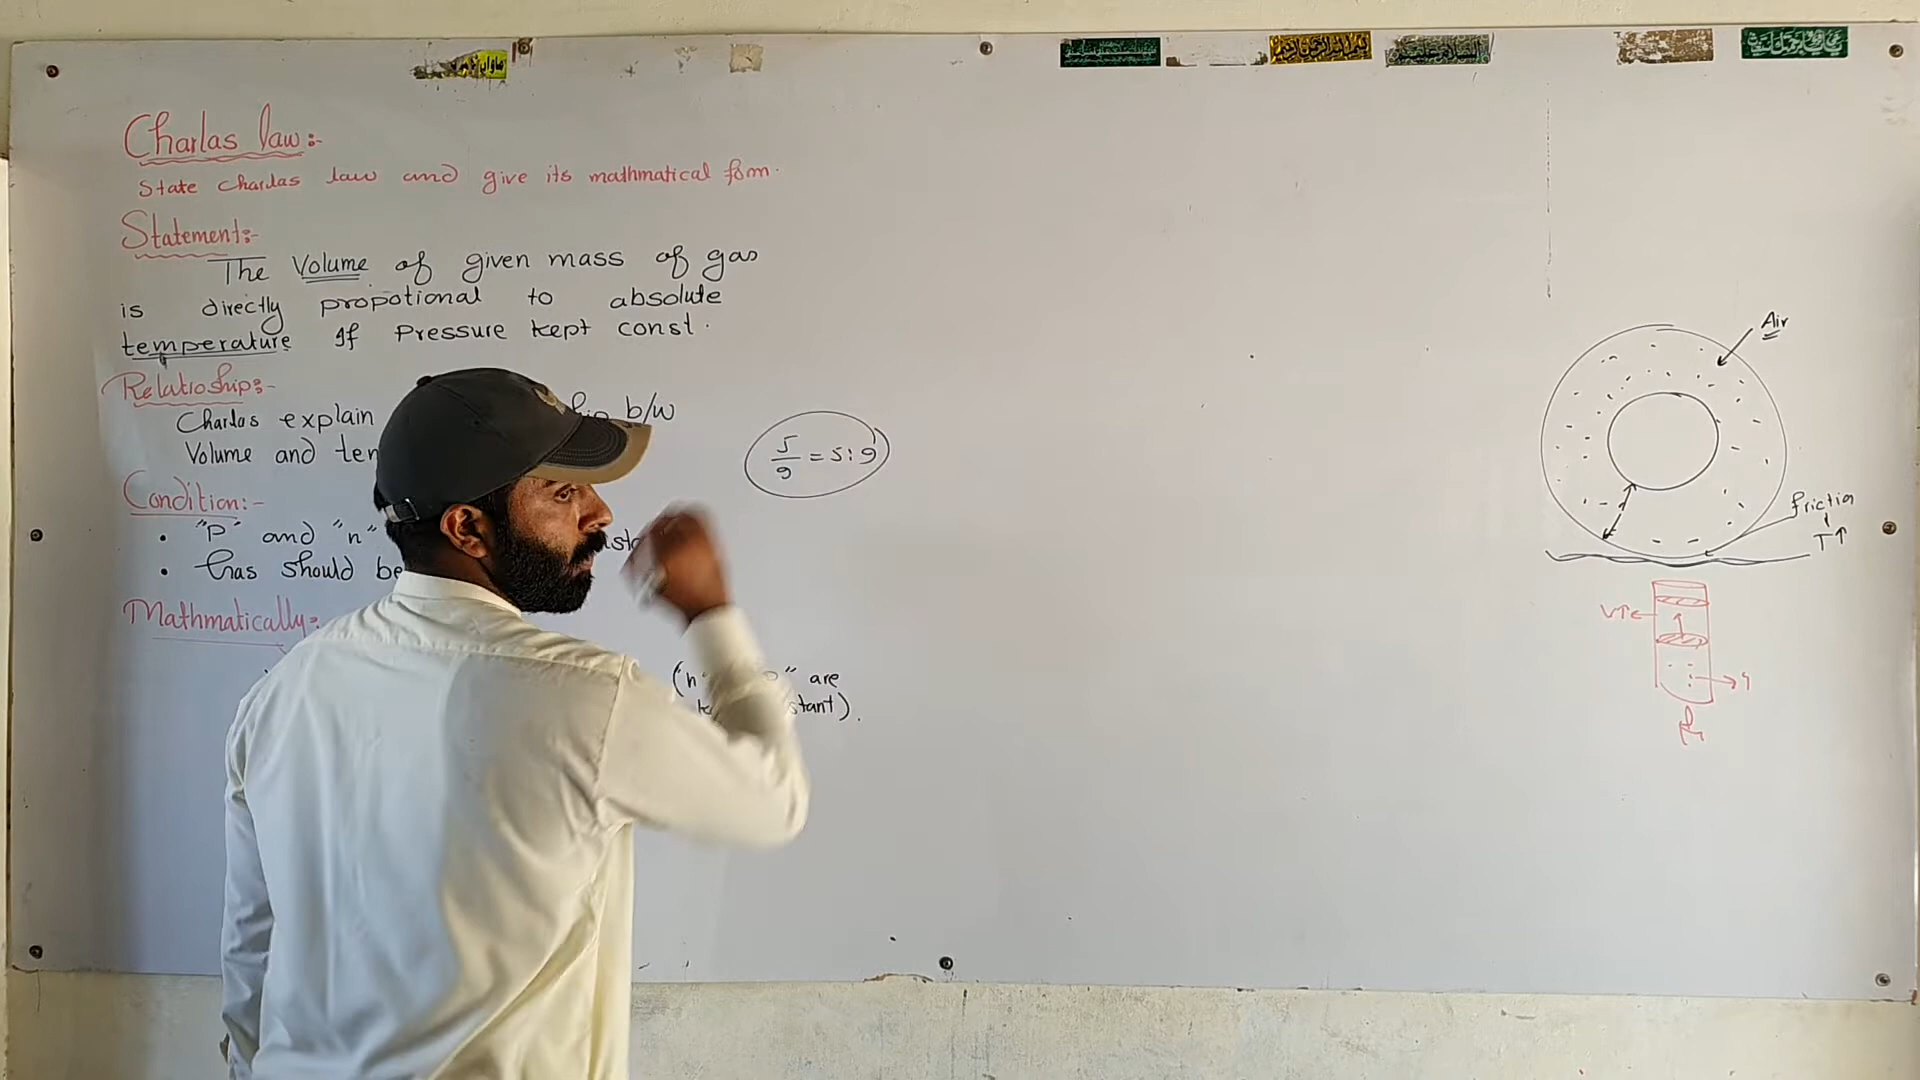 Charlas law:-
State Charlas law and give its mathmatical form.
Statement:-
The Volume of given mass of gas
is directly propotional to absolute
temperature If Pressure kept const.
Relatioship:-
Charlas explain b/w
Volume and
Condition:-
• "P" and "n"
• Gas should be
Mathmatically:-
are
5/9 = 5:9
Air
friction
T↑
V↑